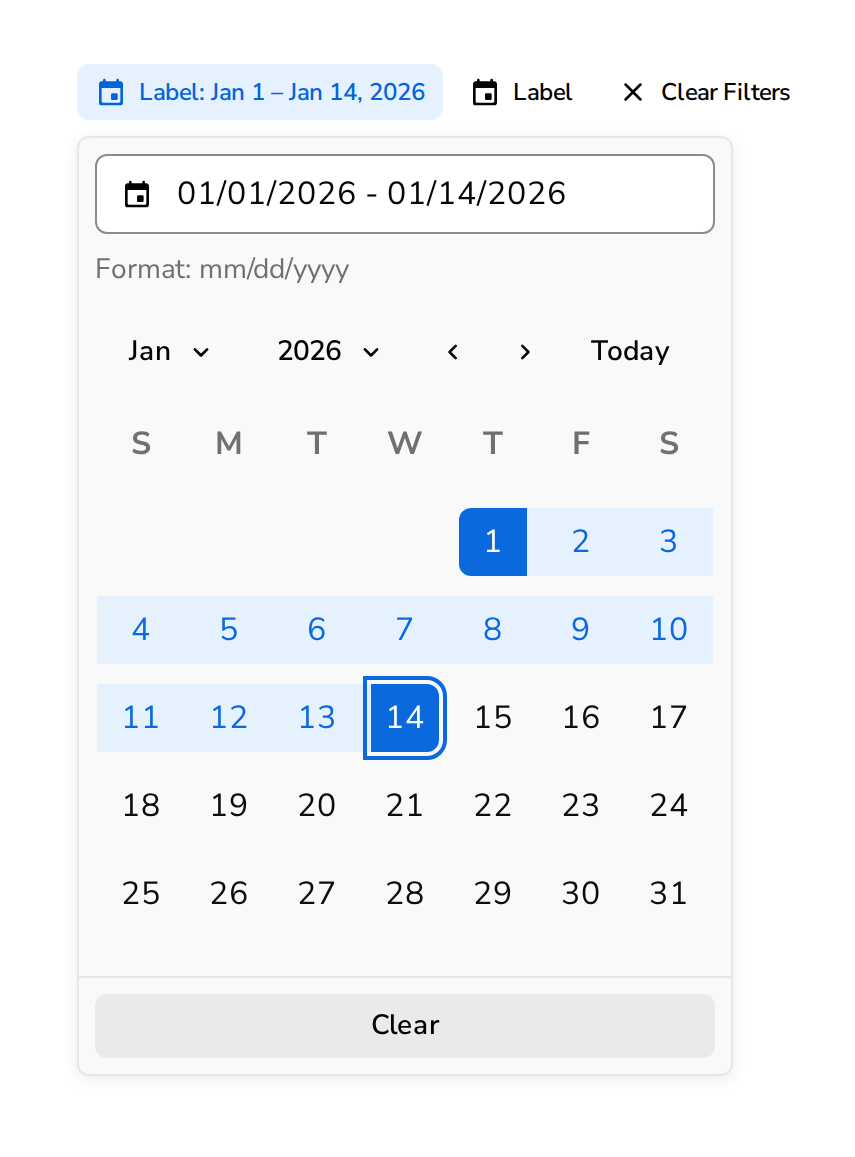 Label: Jan 1 – Jan 14, 2026 Label Clear Filters
01/01/2026 - 01/14/2026
Format: mm/dd/yyyy
Jan 2026 Today
S M T W T F S
1 2 3
4 5 6 7 8 9 10
11 12 13 14 15 16 17
18 19 20 21 22 23 24
25 26 27 28 29 30 31
Clear